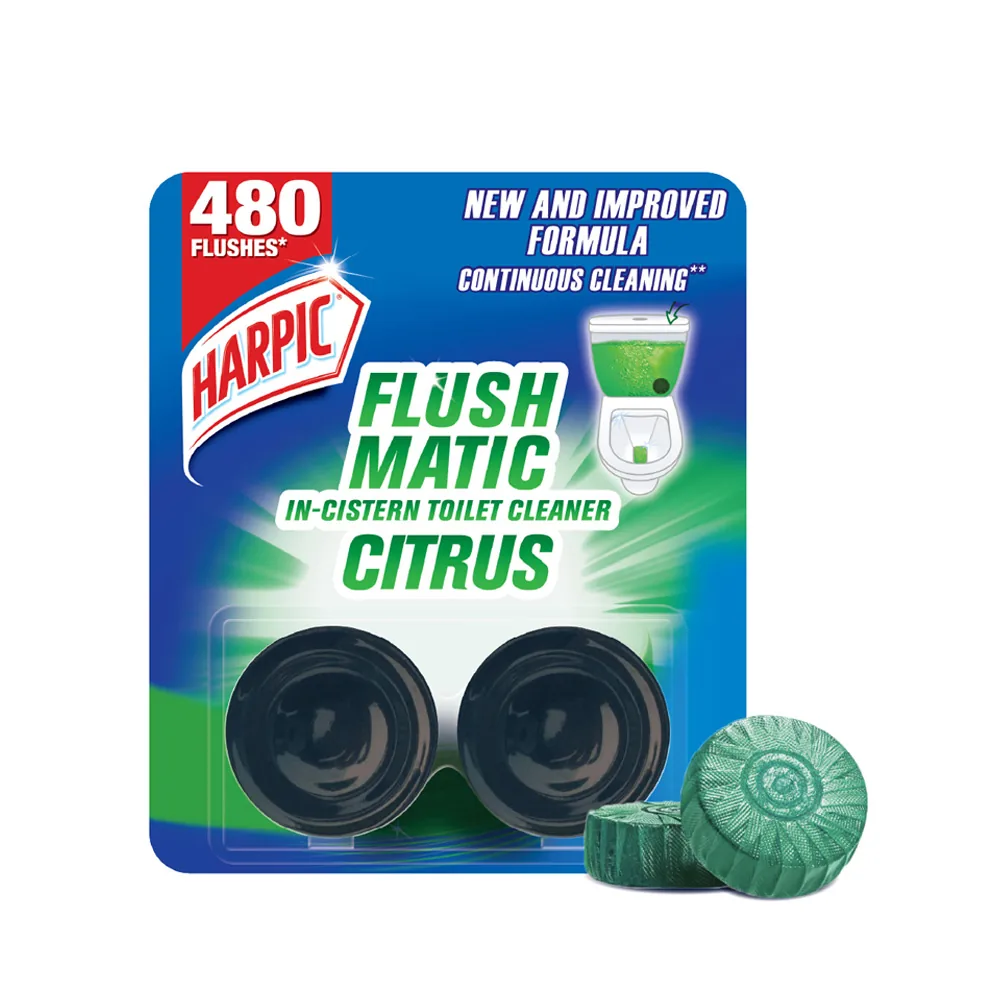 480
FLUSHES*
HARPIC®
NEW AND IMPROVED
FORMULA
CONTINUOUS CLEANING**
FLUSH
MATIC
IN-CISTERN TOILET CLEANER
CITRUS